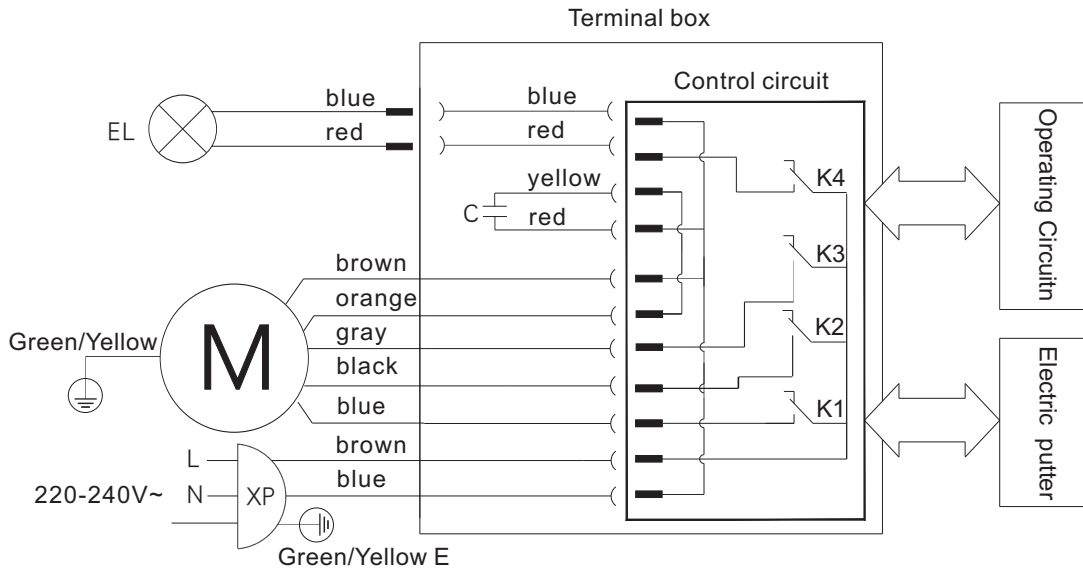 Terminal box
Control circuit
EL
blue
red
blue
red
yellow
C
red
K4
K3
K2
K1
Operating Circuitn
Electric putter
Green/Yellow
M
brown
orange
gray
black
blue
brown
blue
220-240V~
L
N
XP
Green/Yellow E